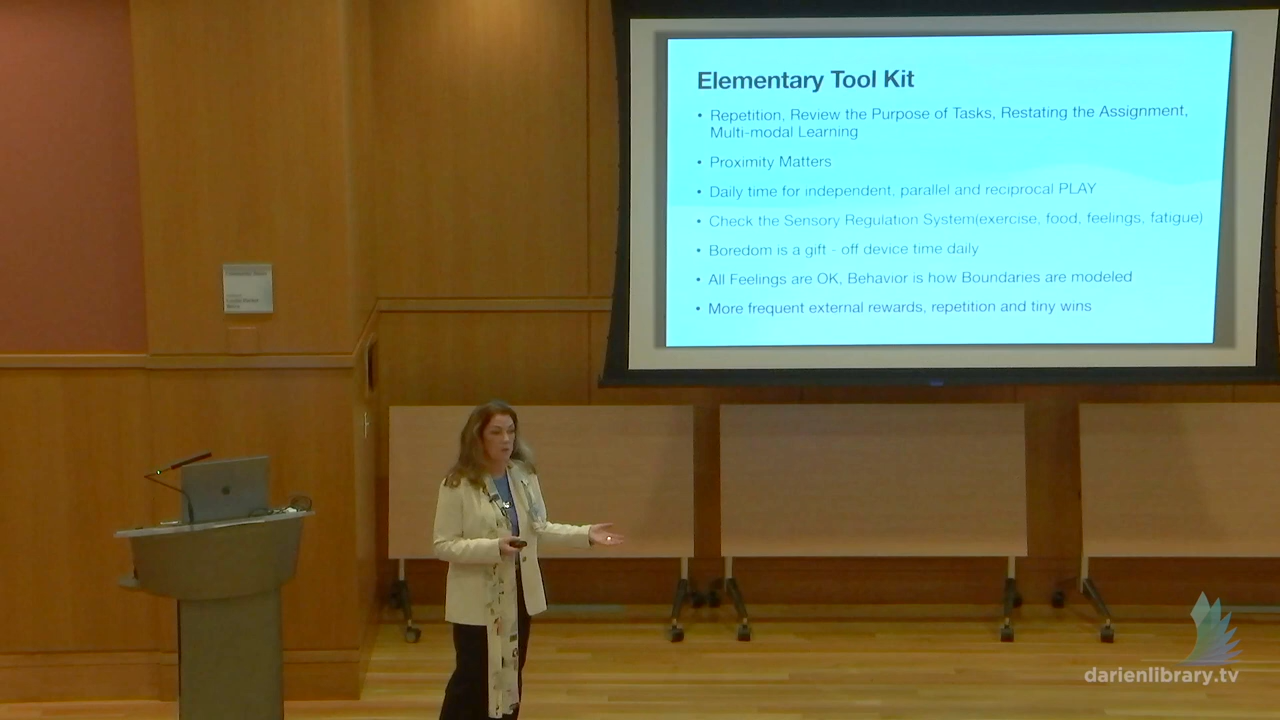 Elementary Tool Kit
• Repetition, Review the Purpose of Tasks, Restating the Assignment,
Multi-modal Learning
• Proximity Matters
• Daily time for independent, parallel and reciprocal PLAY
• Check the Sensory Regulation System(exercise, food, feelings, fatigue)
• Boredom is a gift - off device time daily
• All Feelings are OK, Behavior is how Boundaries are modeled
• More frequent external rewards, repetition and tiny wins
darienlibrary.tv